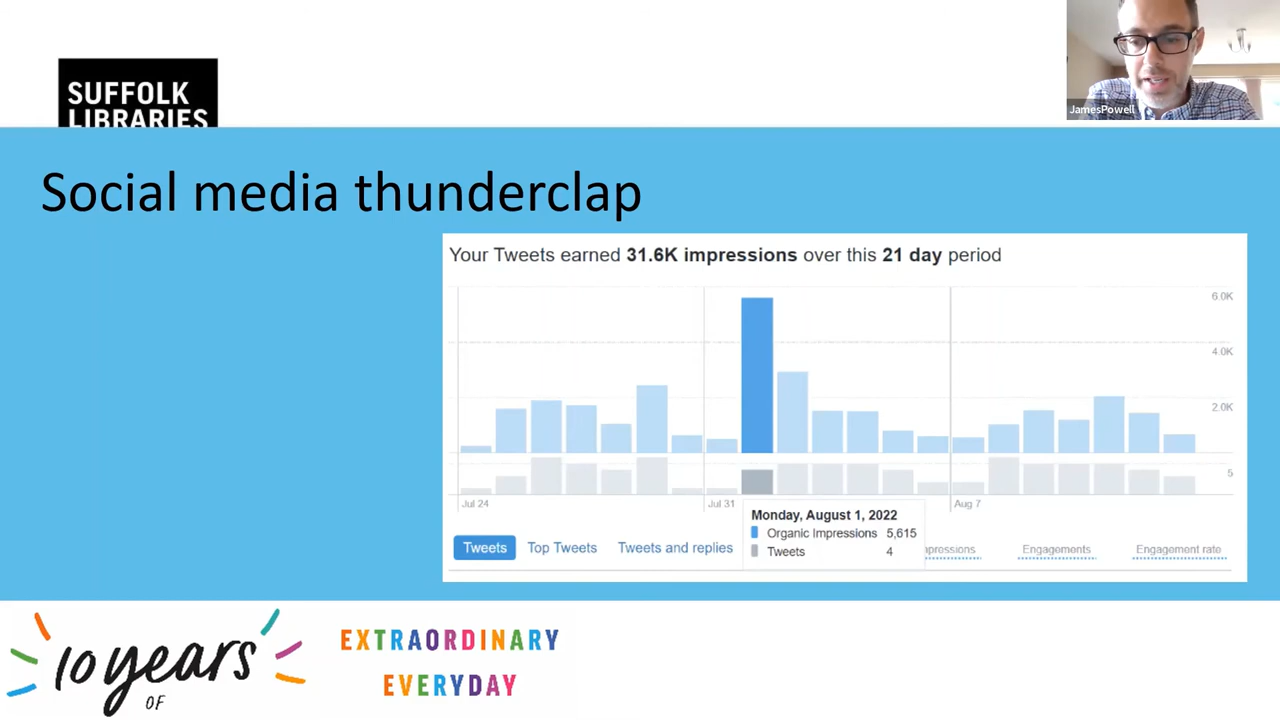 SUFFOLK
LIBRARIES
JamesPowell
Social media thunderclap
Your Tweets earned 31.6K impressions over this 21 day period
6.0K
4.0K
2.0K
5
Jul 24
Jul 31
Aug 7
Monday, August 1, 2022
Organic Impressions 5,615
Tweets 4
Tweets Top Tweets Tweets and replies pressions Engagements Engagement rate
10 years
OF
EXTRAORDINARY
EVERYDAY